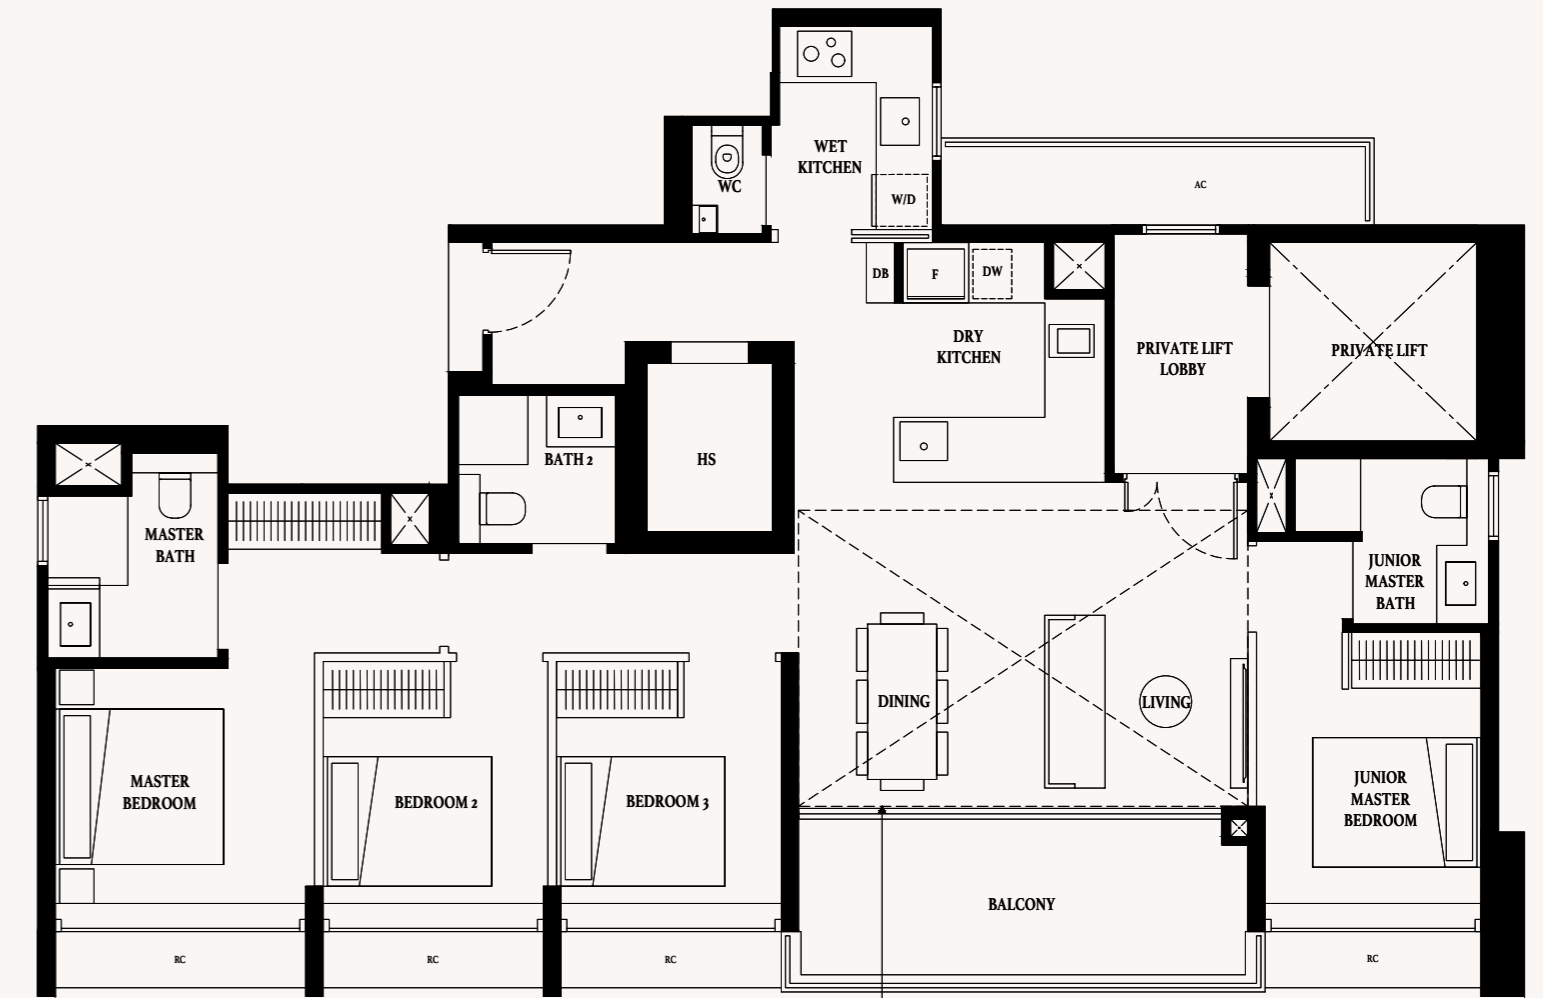 WET
KITCHEN
WC
AC
W/D
DB
F
DW
DRY
KITCHEN
PRIVATE LIFT
LOBBY
PRIVATE LIFT
BATH 2
HS
MASTER
BATH
JUNIOR
MASTER
BATH
DINING
LIVING
MASTER
BEDROOM
BEDROOM 2
BEDROOM 3
JUNIOR
MASTER
BEDROOM
BALCONY
RC
RC
RC
RC